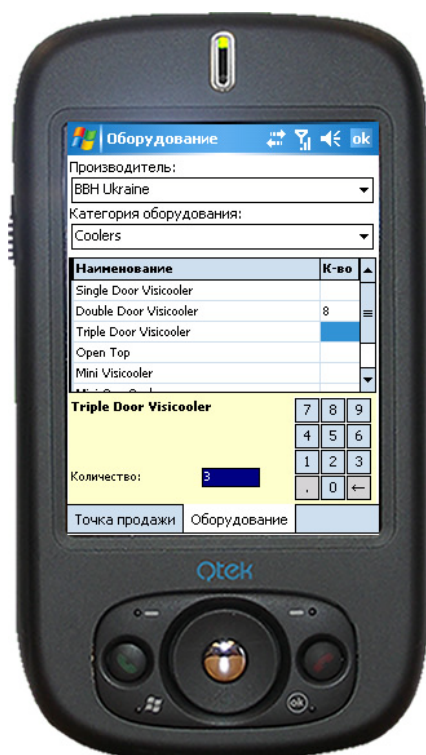 Оборудование ok
Производитель:
BBH Ukraine
Категория оборудования:
Coolers
Наименование К-во
Single Door Visicooler
Double Door Visicooler 8
Triple Door Visicooler
Open Top
Mini Visicooler
Triple Door Visicooler
7 8 9
4 5 6
1 2 3
Количество: 3
. 0 ←
Точка продажи Оборудование
Qtek
ok